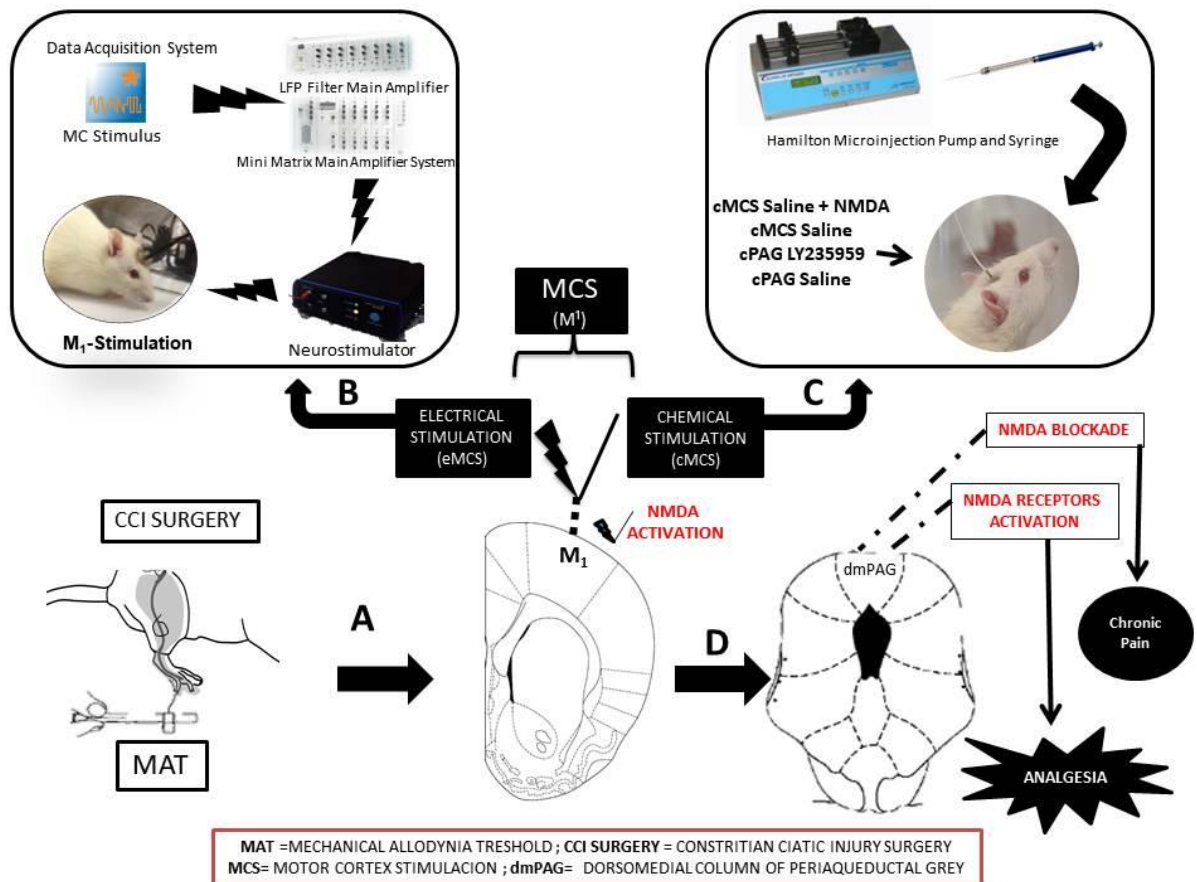 Data Acquisition System
MC Stimulus
LFP Filter Main Amplifier
Mini Matrix Main Amplifier System
M₁-Stimulation
Neurostimulator
Hamilton Microinjection Pump and Syringe
cMCS Saline + NMDA
cMCS Saline
cPAG LY235959
cPAG Saline
MCS
(M¹)
B
ELECTRICAL
STIMULATION
(eMCS)
CHEMICAL
STIMULATION
(cMCS)
C
NMDA BLOCKADE
NMDA RECEPTORS
ACTIVATION
CCI SURGERY
MAT
A
NMDA
ACTIVATION
M₁
D
dmPAG
Chronic
Pain
ANALGESIA
MAT =MECHANICAL ALLODYNIA TRESHOLD ; CCI SURGERY = CONSTRITIAN CIATIC INJURY SURGERY
MCS= MOTOR CORTEX STIMULACION ; dmPAG= DORSOMEDIAL COLUMN OF PERIAQUEDUCTAL GREY